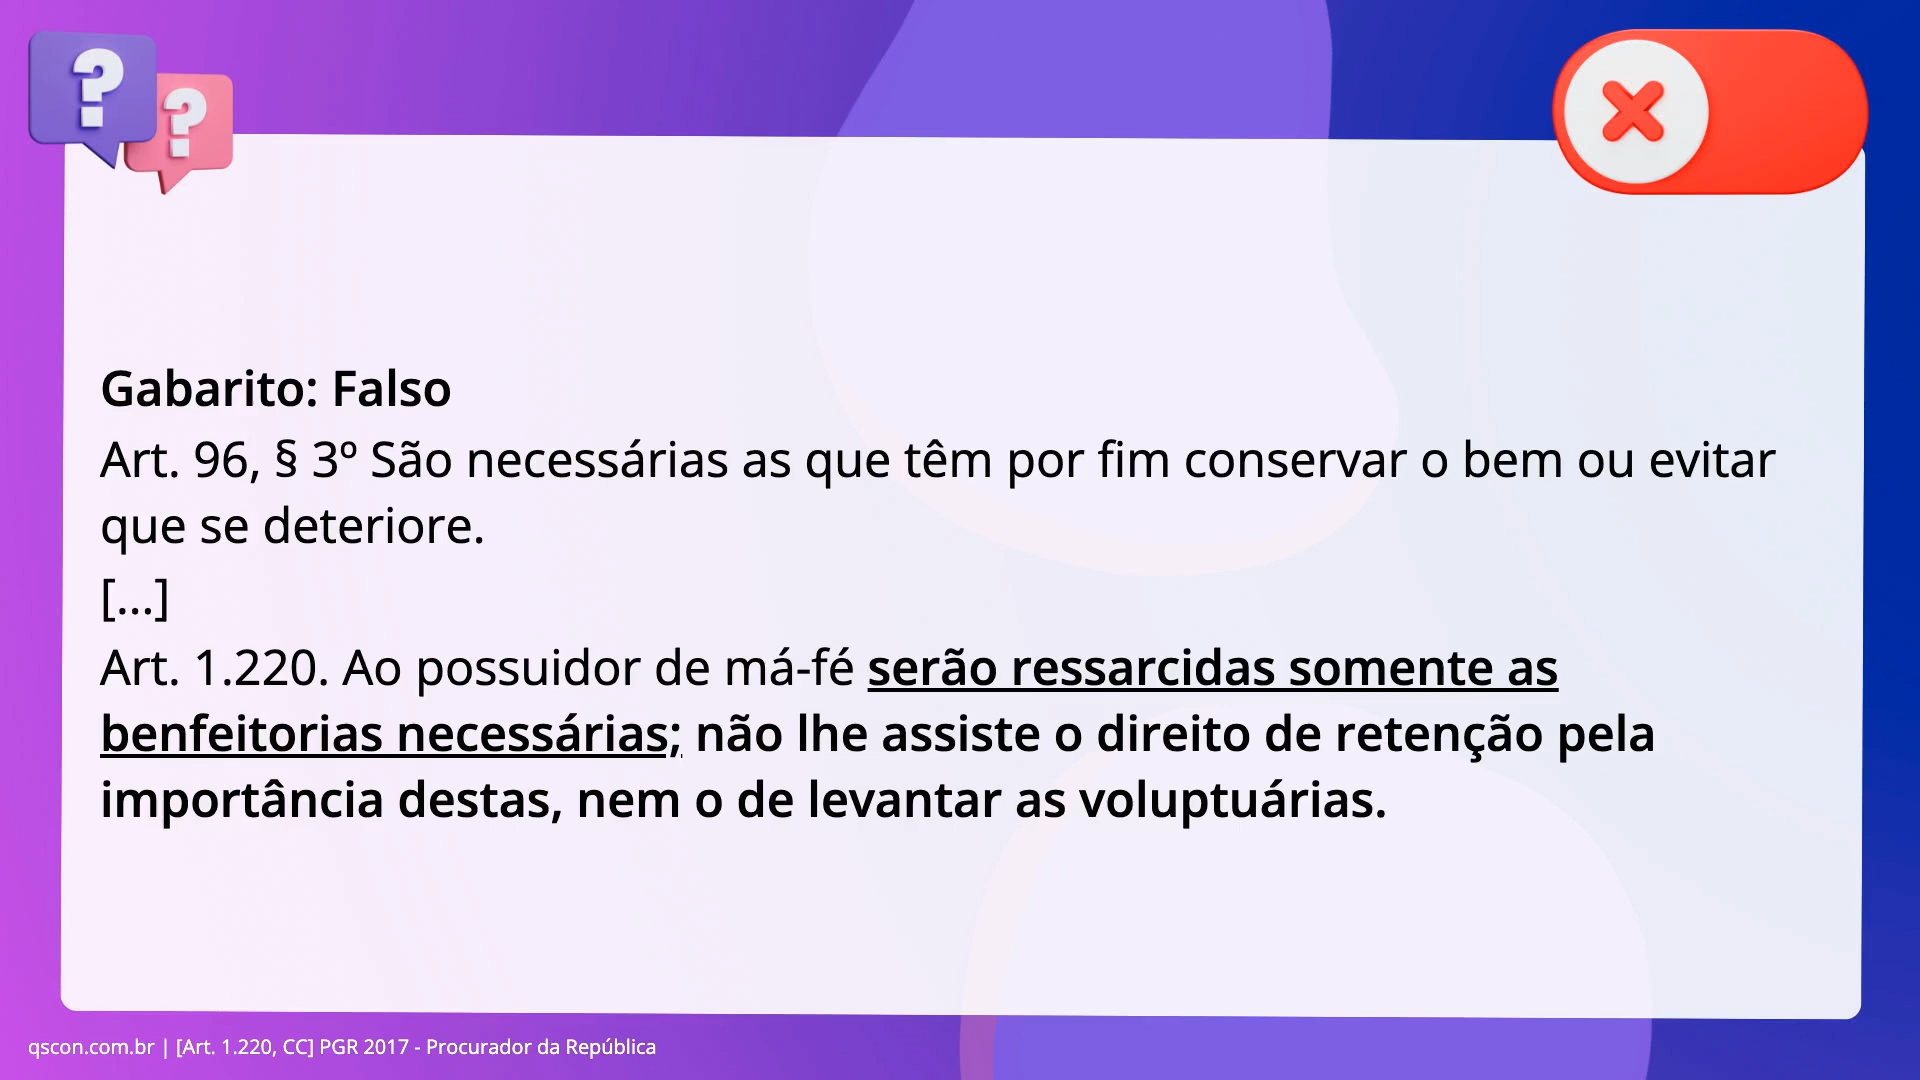 ? ?
Gabarito: Falso
Art. 96, § 3º São necessárias as que têm por fim conservar o bem ou evitar
que se deteriore.
[...]
Art. 1.220. Ao possuidor de má-fé serão ressarcidas somente as
benfeitorias necessárias; não lhe assiste o direito de retenção pela
importância destas, nem o de levantar as voluptuárias.
qscon.com.br | [Art. 1.220, CC] PGR 2017 - Procurador da República